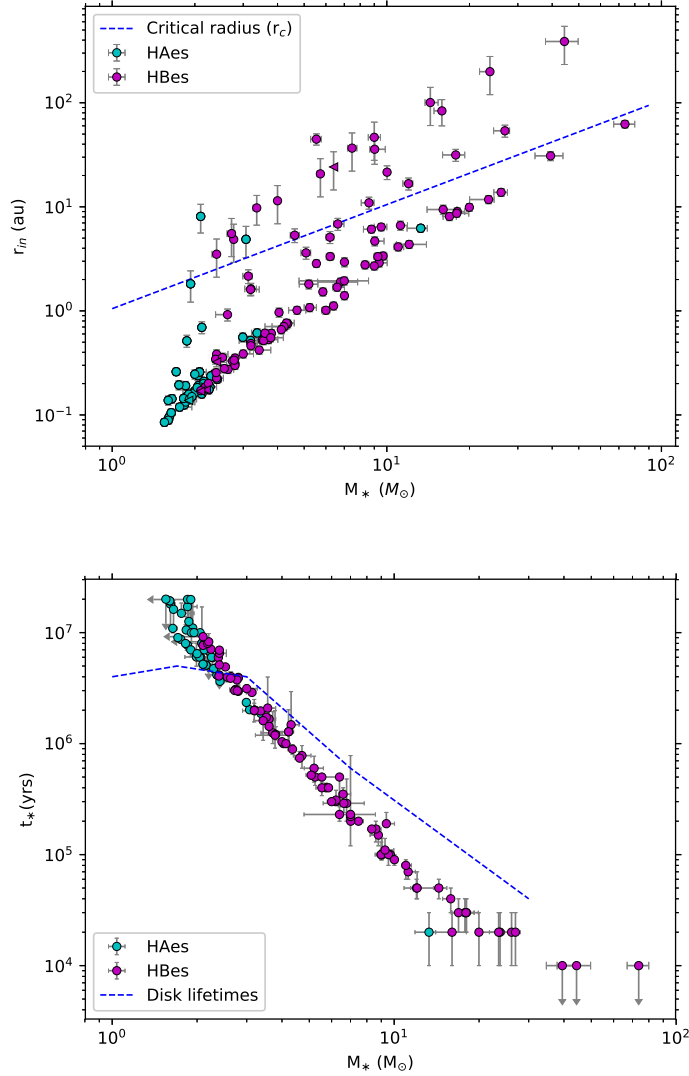 Critical radius (r_c)
HAes
HBes
10^2
10^1
10^0
10^−1
r_in (au)
10^0 10^1 10^2
M_∗ (M_⊙)
10^7
10^6
10^5
10^4
t_∗(yrs)
HAes
HBes
Disk lifetimes
10^0 10^1 10^2
M_∗ (M_⊙)